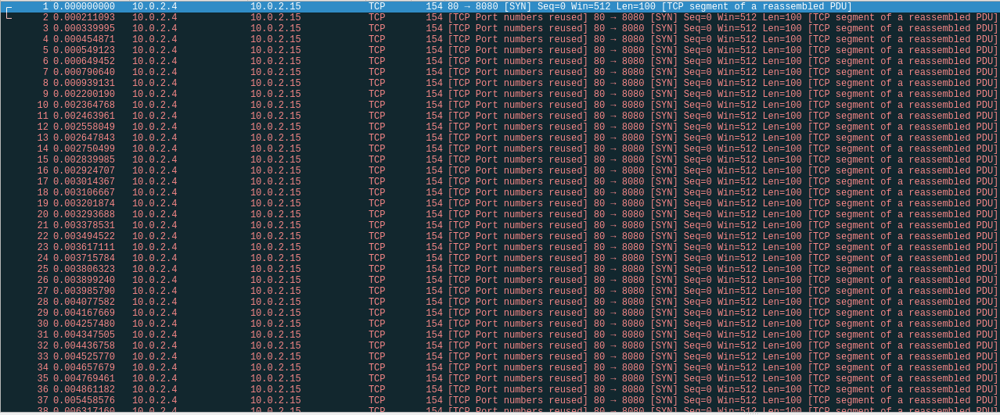 1 0.000000000 10.0.2.4 10.0.2.15 TCP 154 80 → 8080 [SYN] Seq=0 Win=512 Len=100 [TCP segment of a reassembled PDU]
2 0.000211093 10.0.2.4 10.0.2.15 TCP 154 [TCP Port numbers reused] 80 → 8080 [SYN] Seq=0 Win=512 Len=100 [TCP segment of a reassembled PDU]
3 0.000339995 10.0.2.4 10.0.2.15 TCP 154 [TCP Port numbers reused] 80 → 8080 [SYN] Seq=0 Win=512 Len=100 [TCP segment of a reassembled PDU]
4 0.000454871 10.0.2.4 10.0.2.15 TCP 154 [TCP Port numbers reused] 80 → 8080 [SYN] Seq=0 Win=512 Len=100 [TCP segment of a reassembled PDU]
5 0.000549123 10.0.2.4 10.0.2.15 TCP 154 [TCP Port numbers reused] 80 → 8080 [SYN] Seq=0 Win=512 Len=100 [TCP segment of a reassembled PDU]
6 0.000649452 10.0.2.4 10.0.2.15 TCP 154 [TCP Port numbers reused] 80 → 8080 [SYN] Seq=0 Win=512 Len=100 [TCP segment of a reassembled PDU]
7 0.000790640 10.0.2.4 10.0.2.15 TCP 154 [TCP Port numbers reused] 80 → 8080 [SYN] Seq=0 Win=512 Len=100 [TCP segment of a reassembled PDU]
8 0.000939131 10.0.2.4 10.0.2.15 TCP 154 [TCP Port numbers reused] 80 → 8080 [SYN] Seq=0 Win=512 Len=100 [TCP segment of a reassembled PDU]
9 0.002200190 10.0.2.4 10.0.2.15 TCP 154 [TCP Port numbers reused] 80 → 8080 [SYN] Seq=0 Win=512 Len=100 [TCP segment of a reassembled PDU]
10 0.002364768 10.0.2.4 10.0.2.15 TCP 154 [TCP Port numbers reused] 80 → 8080 [SYN] Seq=0 Win=512 Len=100 [TCP segment of a reassembled PDU]
11 0.002463961 10.0.2.4 10.0.2.15 TCP 154 [TCP Port numbers reused] 80 → 8080 [SYN] Seq=0 Win=512 Len=100 [TCP segment of a reassembled PDU]
12 0.002558049 10.0.2.4 10.0.2.15 TCP 154 [TCP Port numbers reused] 80 → 8080 [SYN] Seq=0 Win=512 Len=100 [TCP segment of a reassembled PDU]
13 0.002647843 10.0.2.4 10.0.2.15 TCP 154 [TCP Port numbers reused] 80 → 8080 [SYN] Seq=0 Win=512 Len=100 [TCP segment of a reassembled PDU]
14 0.002750499 10.0.2.4 10.0.2.15 TCP 154 [TCP Port numbers reused] 80 → 8080 [SYN] Seq=0 Win=512 Len=100 [TCP segment of a reassembled PDU]
15 0.002839985 10.0.2.4 10.0.2.15 TCP 154 [TCP Port numbers reused] 80 → 8080 [SYN] Seq=0 Win=512 Len=100 [TCP segment of a reassembled PDU]
16 0.002924707 10.0.2.4 10.0.2.15 TCP 154 [TCP Port numbers reused] 80 → 8080 [SYN] Seq=0 Win=512 Len=100 [TCP segment of a reassembled PDU]
17 0.003014367 10.0.2.4 10.0.2.15 TCP 154 [TCP Port numbers reused] 80 → 8080 [SYN] Seq=0 Win=512 Len=100 [TCP segment of a reassembled PDU]
18 0.003106667 10.0.2.4 10.0.2.15 TCP 154 [TCP Port numbers reused] 80 → 8080 [SYN] Seq=0 Win=512 Len=100 [TCP segment of a reassembled PDU]
19 0.003201874 10.0.2.4 10.0.2.15 TCP 154 [TCP Port numbers reused] 80 → 8080 [SYN] Seq=0 Win=512 Len=100 [TCP segment of a reassembled PDU]
20 0.003293688 10.0.2.4 10.0.2.15 TCP 154 [TCP Port numbers reused] 80 → 8080 [SYN] Seq=0 Win=512 Len=100 [TCP segment of a reassembled PDU]
21 0.003378531 10.0.2.4 10.0.2.15 TCP 154 [TCP Port numbers reused] 80 → 8080 [SYN] Seq=0 Win=512 Len=100 [TCP segment of a reassembled PDU]
22 0.003494522 10.0.2.4 10.0.2.15 TCP 154 [TCP Port numbers reused] 80 → 8080 [SYN] Seq=0 Win=512 Len=100 [TCP segment of a reassembled PDU]
23 0.003617111 10.0.2.4 10.0.2.15 TCP 154 [TCP Port numbers reused] 80 → 8080 [SYN] Seq=0 Win=512 Len=100 [TCP segment of a reassembled PDU]
24 0.003715784 10.0.2.4 10.0.2.15 TCP 154 [TCP Port numbers reused] 80 → 8080 [SYN] Seq=0 Win=512 Len=100 [TCP segment of a reassembled PDU]
25 0.003806323 10.0.2.4 10.0.2.15 TCP 154 [TCP Port numbers reused] 80 → 8080 [SYN] Seq=0 Win=512 Len=100 [TCP segment of a reassembled PDU]
26 0.003899240 10.0.2.4 10.0.2.15 TCP 154 [TCP Port numbers reused] 80 → 8080 [SYN] Seq=0 Win=512 Len=100 [TCP segment of a reassembled PDU]
27 0.003985790 10.0.2.4 10.0.2.15 TCP 154 [TCP Port numbers reused] 80 → 8080 [SYN] Seq=0 Win=512 Len=100 [TCP segment of a reassembled PDU]
28 0.004077582 10.0.2.4 10.0.2.15 TCP 154 [TCP Port numbers reused] 80 → 8080 [SYN] Seq=0 Win=512 Len=100 [TCP segment of a reassembled PDU]
29 0.004167669 10.0.2.4 10.0.2.15 TCP 154 [TCP Port numbers reused] 80 → 8080 [SYN] Seq=0 Win=512 Len=100 [TCP segment of a reassembled PDU]
30 0.004257480 10.0.2.4 10.0.2.15 TCP 154 [TCP Port numbers reused] 80 → 8080 [SYN] Seq=0 Win=512 Len=100 [TCP segment of a reassembled PDU]
31 0.004347505 10.0.2.4 10.0.2.15 TCP 154 [TCP Port numbers reused] 80 → 8080 [SYN] Seq=0 Win=512 Len=100 [TCP segment of a reassembled PDU]
32 0.004436758 10.0.2.4 10.0.2.15 TCP 154 [TCP Port numbers reused] 80 → 8080 [SYN] Seq=0 Win=512 Len=100 [TCP segment of a reassembled PDU]
33 0.004525770 10.0.2.4 10.0.2.15 TCP 154 [TCP Port numbers reused] 80 → 8080 [SYN] Seq=0 Win=512 Len=100 [TCP segment of a reassembled PDU]
34 0.004657679 10.0.2.4 10.0.2.15 TCP 154 [TCP Port numbers reused] 80 → 8080 [SYN] Seq=0 Win=512 Len=100 [TCP segment of a reassembled PDU]
35 0.004769461 10.0.2.4 10.0.2.15 TCP 154 [TCP Port numbers reused] 80 → 8080 [SYN] Seq=0 Win=512 Len=100 [TCP segment of a reassembled PDU]
36 0.004861182 10.0.2.4 10.0.2.15 TCP 154 [TCP Port numbers reused] 80 → 8080 [SYN] Seq=0 Win=512 Len=100 [TCP segment of a reassembled PDU]
37 0.005458576 10.0.2.4 10.0.2.15 TCP 154 [TCP Port numbers reused] 80 → 8080 [SYN] Seq=0 Win=512 Len=100 [TCP segment of a reassembled PDU]
38 0.006317160 10.0.2.4 10.0.2.15 TCP 154 [TCP Port numbers reused] 80 → 8080 [SYN] Seq=0 Win=512 Len=100 [TCP segment of a reassembled PDU]